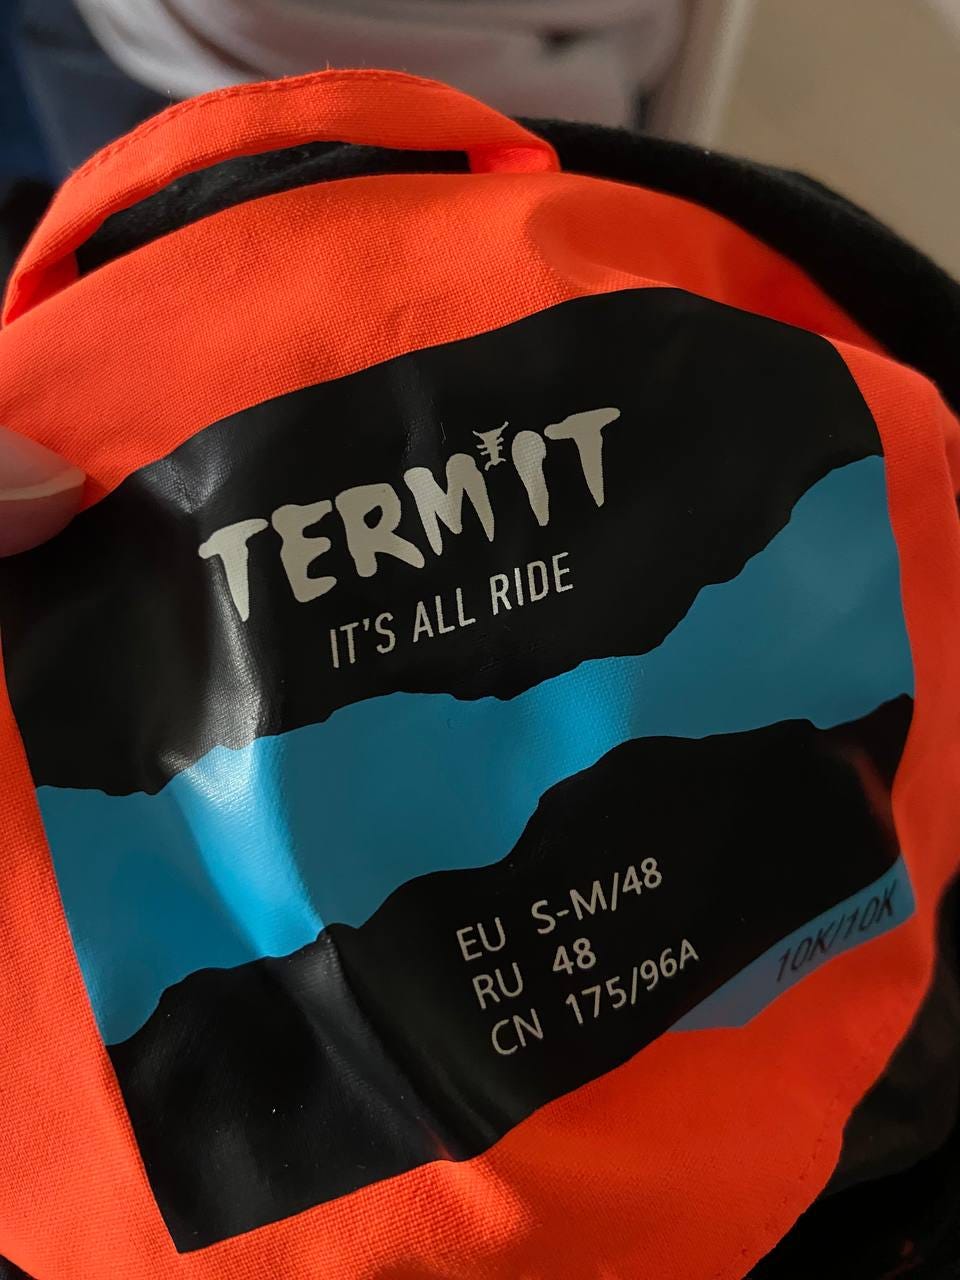 TERMIT
IT'S ALL RIDE
EU S-M/48
RU 48
CN 175/96A
10K/10K